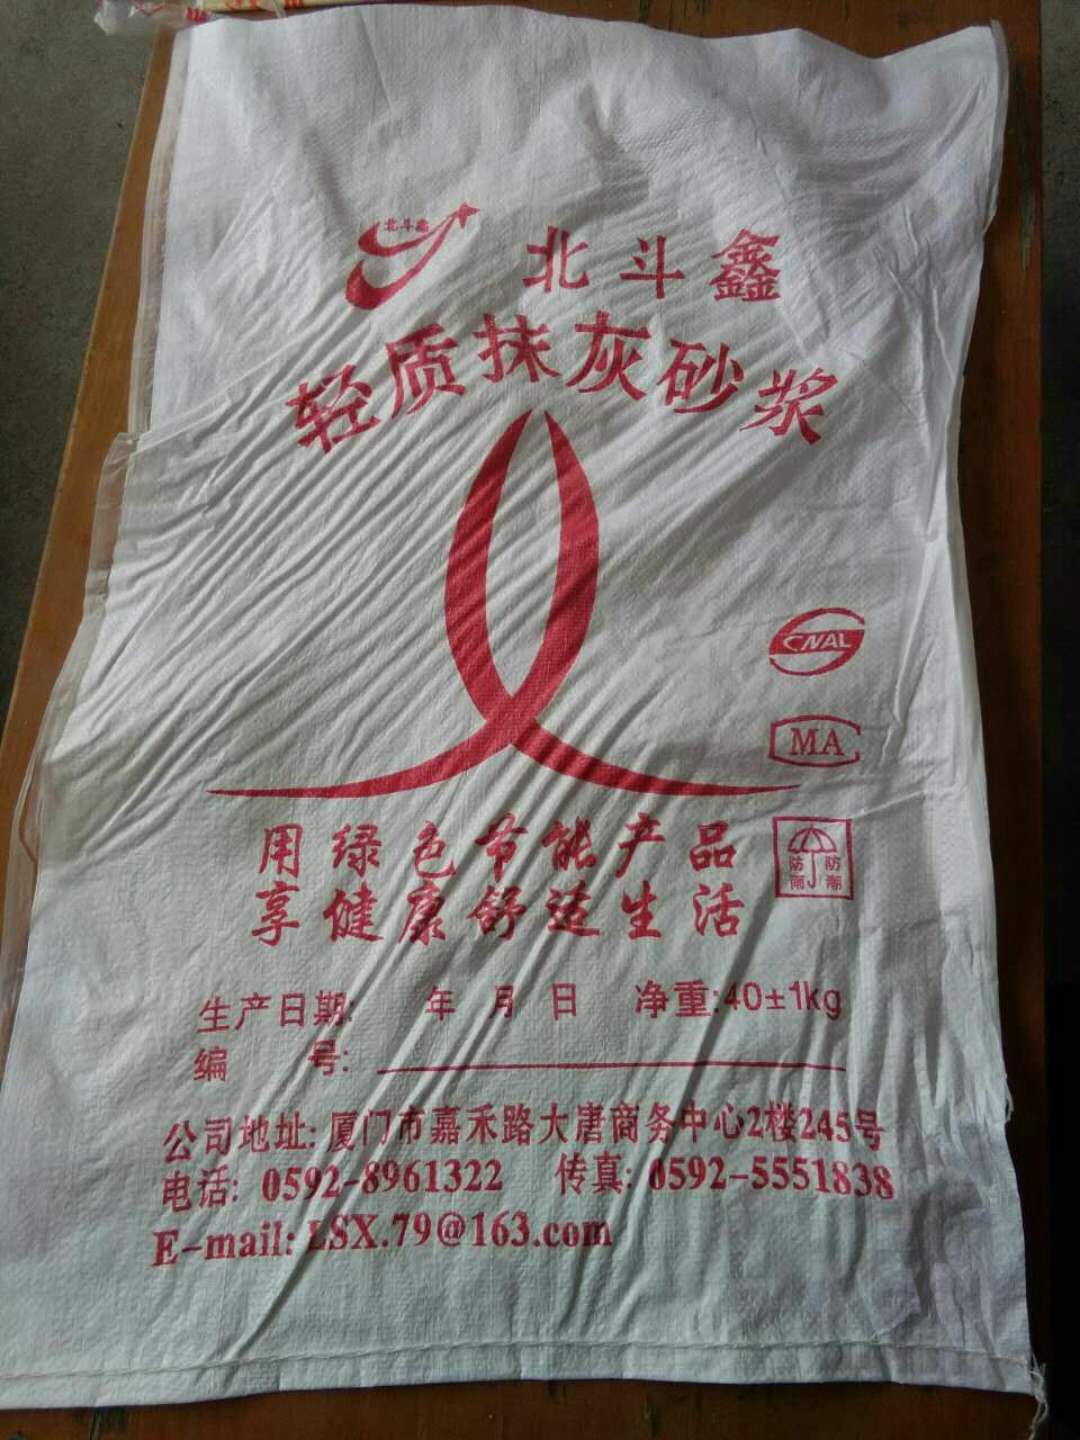 北斗鑫
北斗鑫
轻质抹灰砂浆
CNAL
MA
用绿色节能产品
享健康舒适生活
防雨 防潮
生产日期: 年 月 日 净重:40±1kg
编 号:
公司地址: 厦门市嘉禾路大唐商务中心2楼245号
电话: 0592-8961322 传真: 0592-5551838
E-mail: LSX.79@163.com